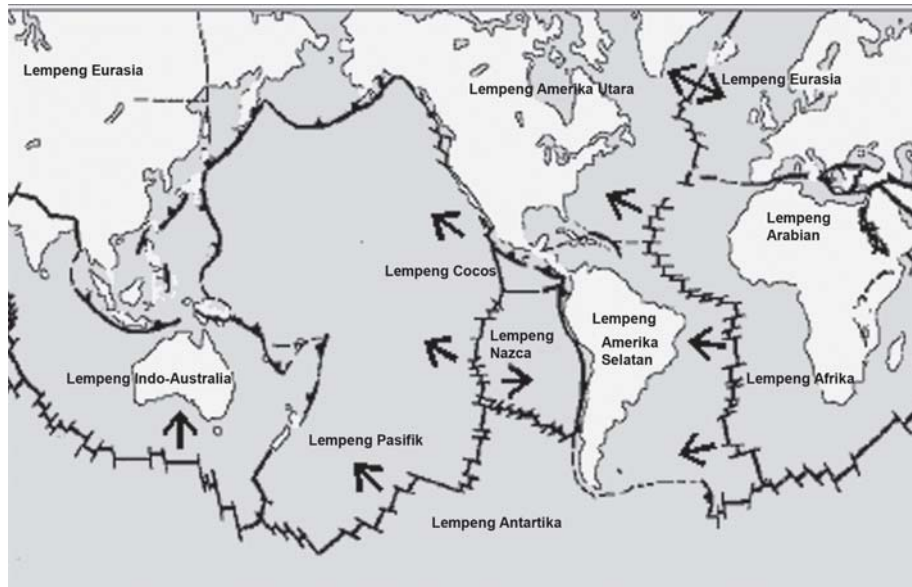 Lempeng Eurasia
Lempeng Amerika Utara
Lempeng Eurasia
Lempeng
Arabian
Lempeng Cocos
Lempeng
Nazca
Lempeng
Amerika
Selatan
Lempeng Indo-Australia
Lempeng Afrika
Lempeng Pasifik
Lempeng Antartika